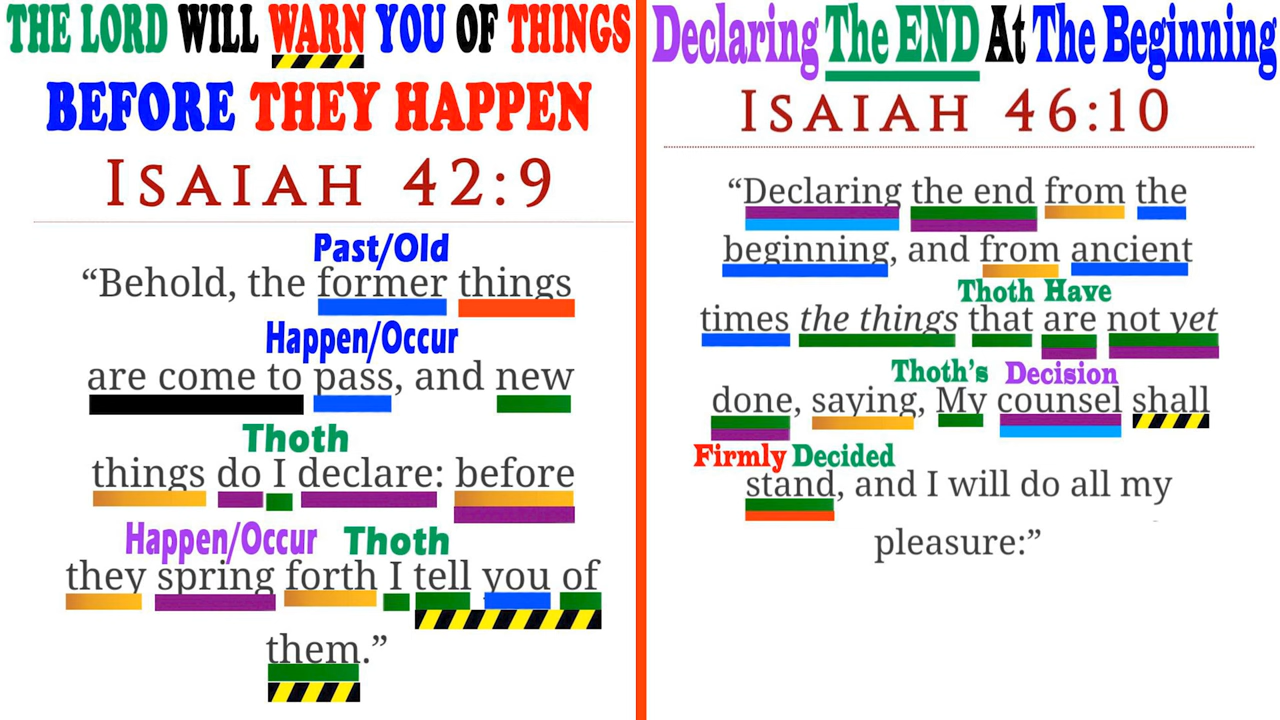 THE LORD WILL WARN YOU OF THINGS
BEFORE THEY HAPPEN
ISAIAH 42:9
Past/Old
“Behold, the former things
Happen/Occur
are come to pass, and new
Thoth
things do I declare: before
Happen/Occur Thoth
they spring forth I tell you of
them.”
Declaring The END At The Beginning
ISAIAH 46:10
“Declaring the end from the
beginning, and from ancient
Thoth Have
times the things that are not yet
Thoth's Decision
done, saying, My counsel shall
Firmly Decided
stand, and I will do all my
pleasure:”